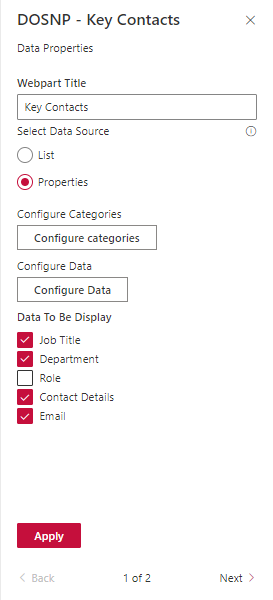 DOSNP - Key Contacts
Data Properties
Webpart Title
Key Contacts
Select Data Source
List
Properties
Configure Categories
Configure categories
Configure Data
Configure Data
Data To Be Display
Job Title
Department
Role
Contact Details
Email
Apply
Back 1 of 2 Next